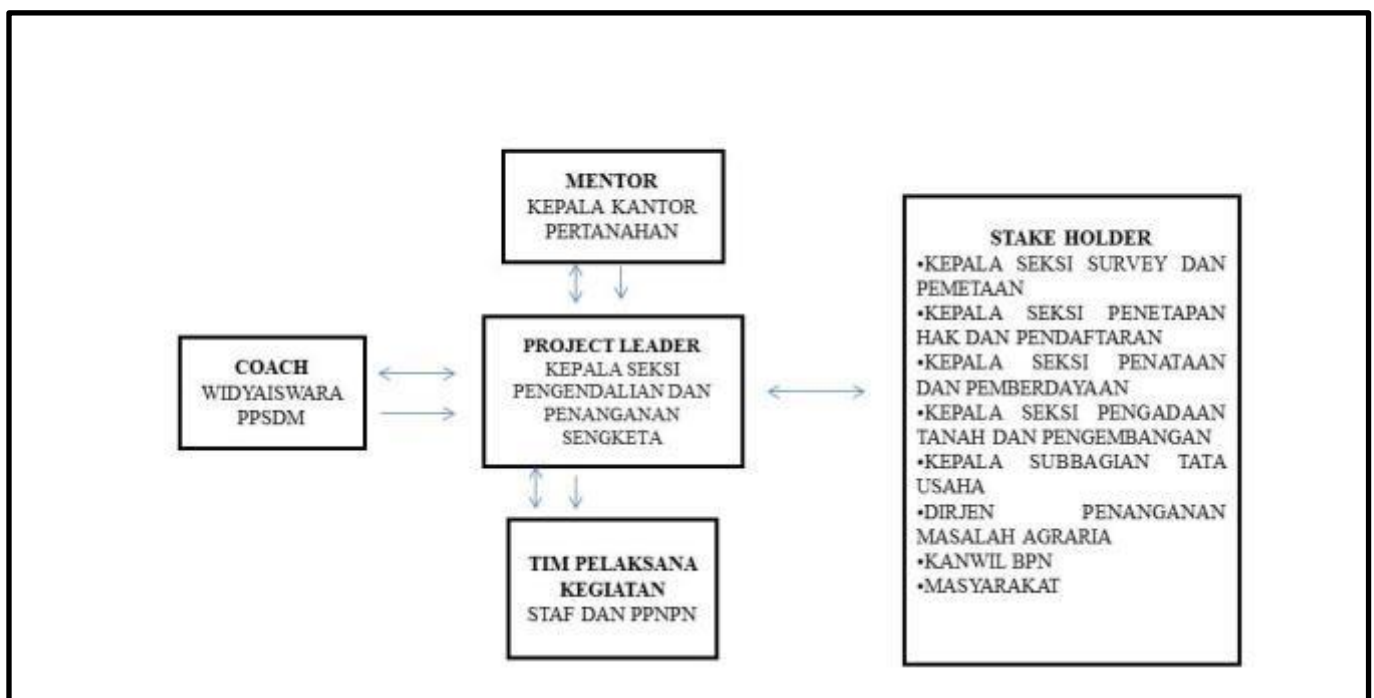 MENTOR
KEPALA KANTOR
PERTANAHAN
COACH
WIDYAISWARA
PPSDM
PROJECT LEADER
KEPALA SEKSI
PENGENDALIAN DAN
PENANGANAN
SENGKETA
TIM PELAKSANA
KEGIATAN
STAF DAN PPNPN
STAKE HOLDER
•KEPALA SEKSI SURVEY DAN
PEMETAAN
•KEPALA SEKSI PENETAPAN
HAK DAN PENDAFTARAN
•KEPALA SEKSI PENATAAN
DAN PEMBERDAYAAN
•KEPALA SEKSI PENGADAAN
TANAH DAN PENGEMBANGAN
•KEPALA SUBBAGIAN TATA
USAHA
•DIRJEN PENANGANAN
MASALAH AGRARIA
•KANWIL BPN
•MASYARAKAT